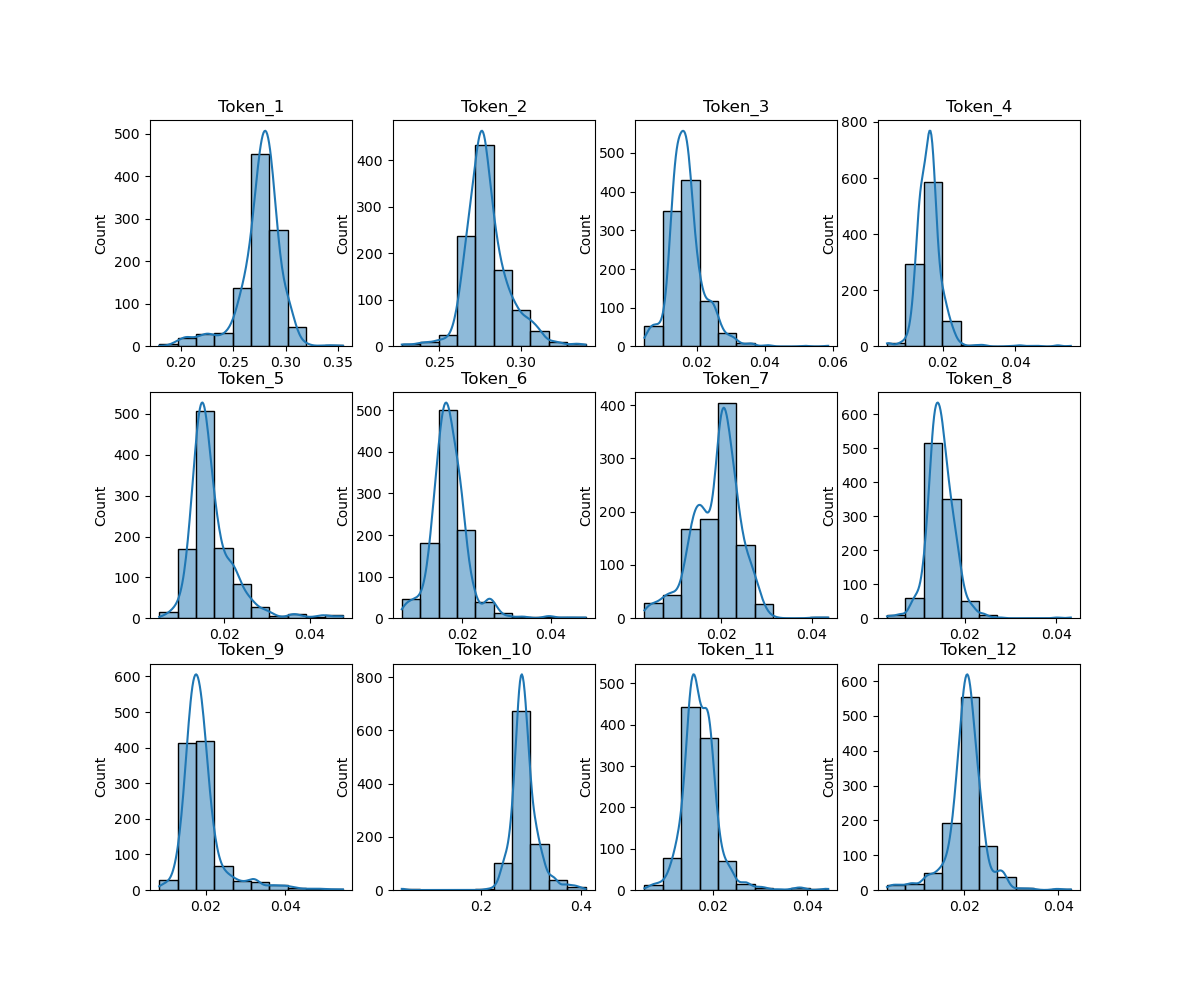 Token_1 Token_2 Token_3 Token_4
Count Count Count Count
500 400 500 800
400 300 400 600
300 200 300 400
200 100 200 200
100 0 100 0
0
0.20 0.25 0.30 0.35 0.25 0.30 0.02 0.04 0.06 0.02 0.04
Token_5 Token_6 Token_7 Token_8
Count Count Count Count
500 500 400 600
400 400 300 500
300 300 200 400
200 200 100 300
100 100 0 200
0 0 100
0
0.02 0.04 0.02 0.04 0.02 0.04 0.02 0.04
Token_9 Token_10 Token_11 Token_12
Count Count Count Count
600 800 500 600
500 600 400 500
400 400 300 400
300 200 200 300
200 0 100 200
100 0 100
0 0
0.02 0.04 0.2 0.4 0.02 0.04 0.02 0.04